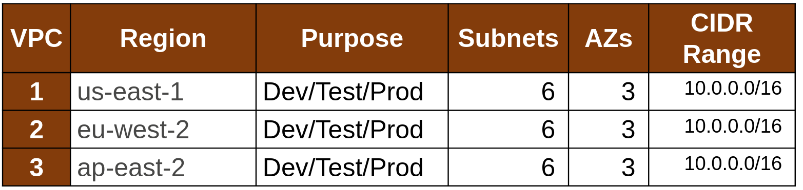 VPC Region Purpose Subnets AZs CIDR Range
1 us-east-1 Dev/Test/Prod 6 3 10.0.0.0/16
2 eu-west-2 Dev/Test/Prod 6 3 10.0.0.0/16
3 ap-east-2 Dev/Test/Prod 6 3 10.0.0.0/16